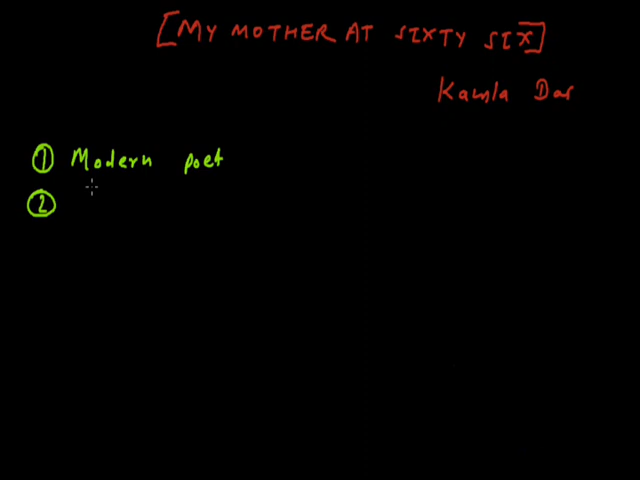 [MY MOTHER AT SIXTY SIX]
Kamla Das
① Modern poet
②